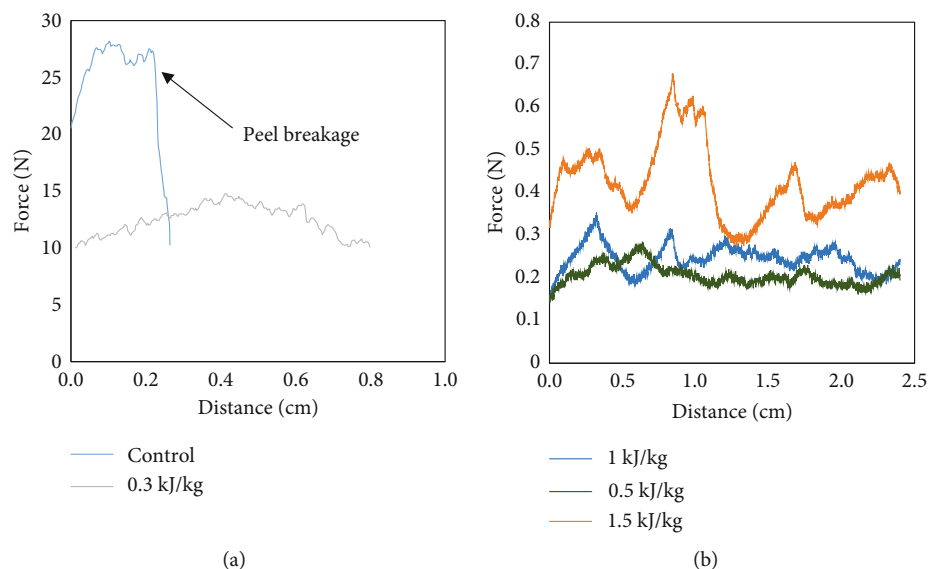 30
25
20
15
10
5
0
Force (N)
Peel breakage
0.0
0.2
0.4
0.6
0.8
1.0
Distance (cm)
Control
0.3 kJ/kg
(a)
0.8
0.7
0.6
0.5
0.4
0.3
0.2
0.1
0
Force (N)
0.0
0.5
1.0
1.5
2.0
2.5
Distance (cm)
1 kJ/kg
0.5 kJ/kg
1.5 kJ/kg
(b)